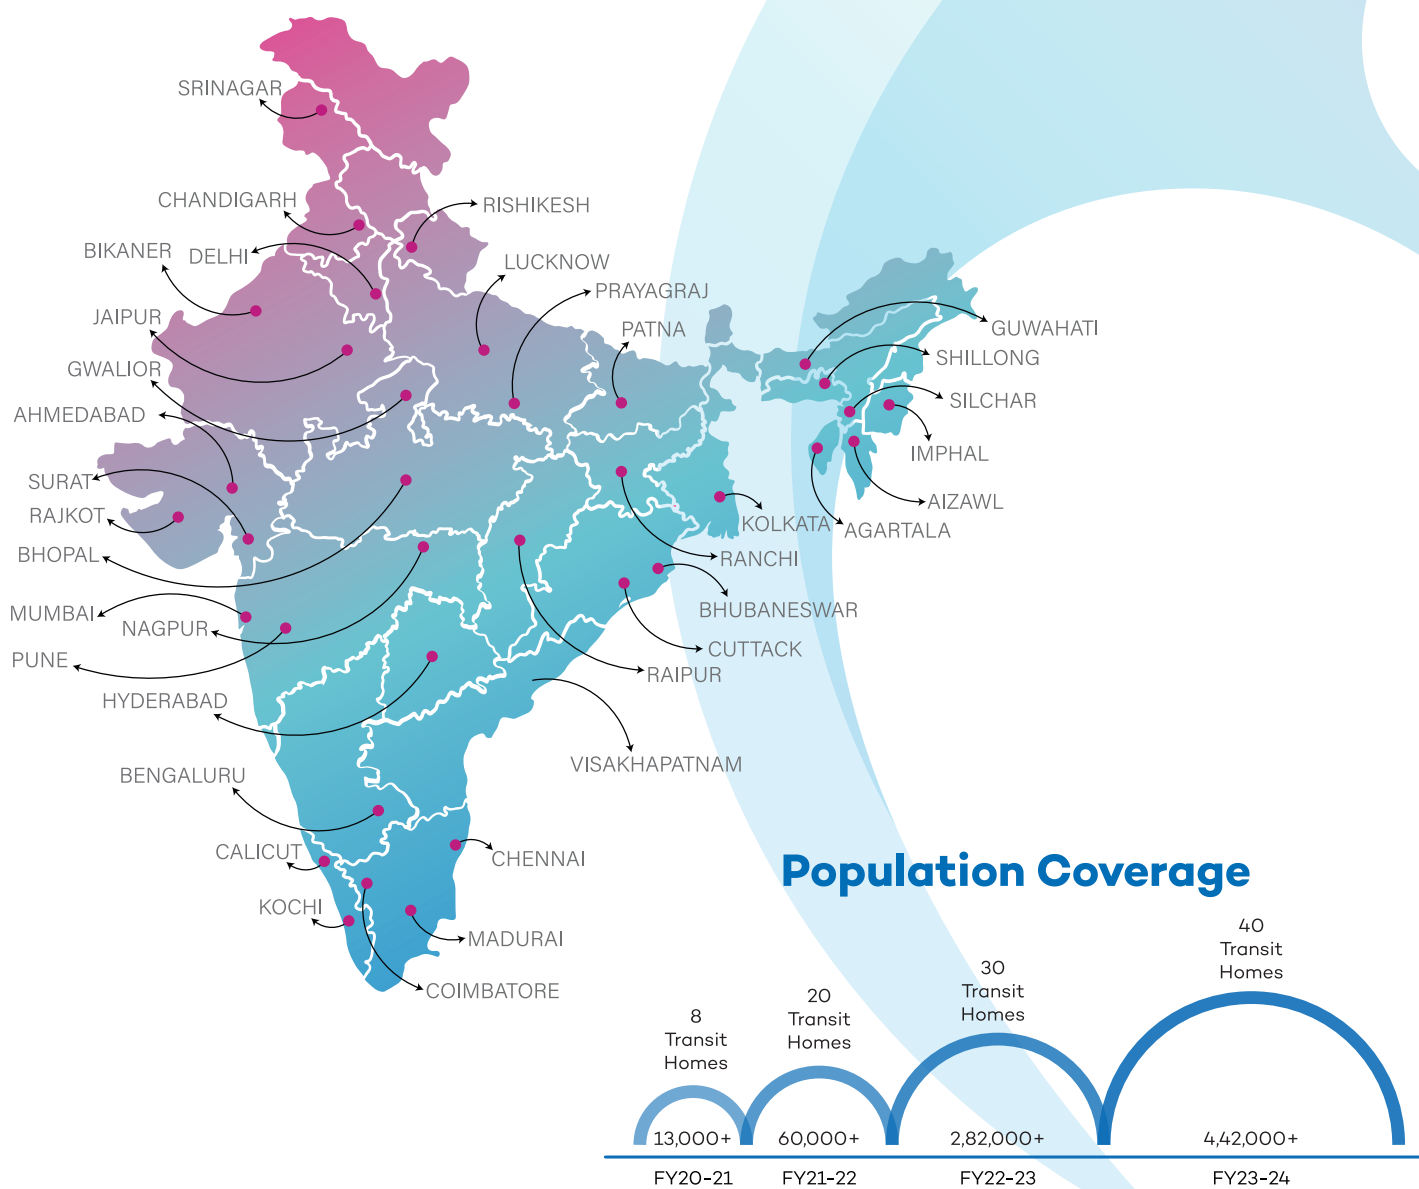 SRINAGAR
CHANDIGARH
RISHIKESH
BIKANER
DELHI
LUCKNOW
PRAYAGRAJ
JAIPUR
PATNA
GUWAHATI
SHILLONG
GWALIOR
SILCHAR
AHMEDABAD
IMPHAL
SURAT
AIZAWL
RAJKOT
KOLKATA
AGARTALA
BHOPAL
RANCHI
MUMBAI
BHUBANESWAR
NAGPUR
CUTTACK
PUNE
RAIPUR
HYDERABAD
VISAKHAPATNAM
BENGALURU
CALICUT
CHENNAI
KOCHI
MADURAI
COIMBATORE
Population Coverage
8
Transit
Homes
20
Transit
Homes
30
Transit
Homes
40
Transit
Homes
13,000+
60,000+
2,82,000+
4,42,000+
FY20-21
FY21-22
FY22-23
FY23-24